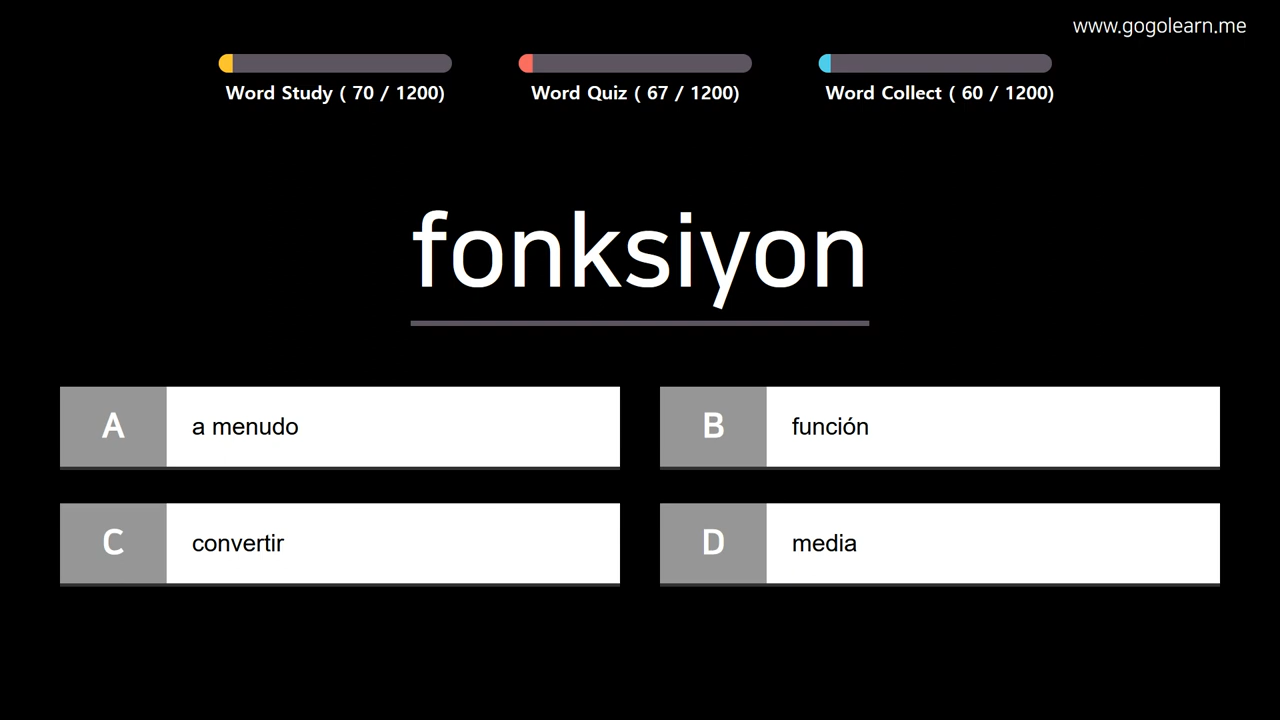 www.gogolearn.me
Word Study ( 70 / 1200)
Word Quiz ( 67 / 1200)
Word Collect ( 60 / 1200)
fonksiyon
A a menudo
B función
C convertir
D media